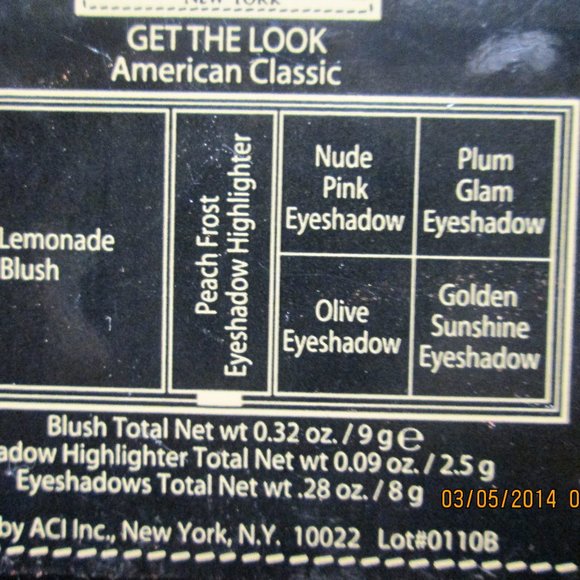 NEW YORK
GET THE LOOK
American Classic
Lemonade
Blush
Peach Frost
Eyeshadow Highlighter
Nude
Pink
Eyeshadow
Plum
Glam
Eyeshadow
Olive
Eyeshadow
Golden
Sunshine
Eyeshadow
Blush Total Net wt 0.32 oz. / 9 g ℮
adow Highlighter Total Net wt 0.09 oz. / 2.5 g
Eyeshadows Total Net wt .28 oz. / 8 g
by ACI Inc., New York, N.Y. 10022 Lot#0110B
03/05/2014 0